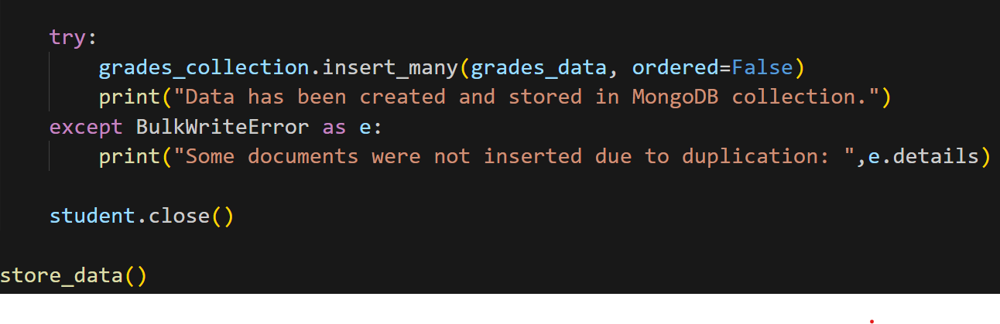 try:
grades_collection.insert_many(grades_data, ordered=False)
print("Data has been created and stored in MongoDB collection.")
except BulkWriteError as e:
print("Some documents were not inserted due to duplication: ",e.details)
student.close()
store_data()